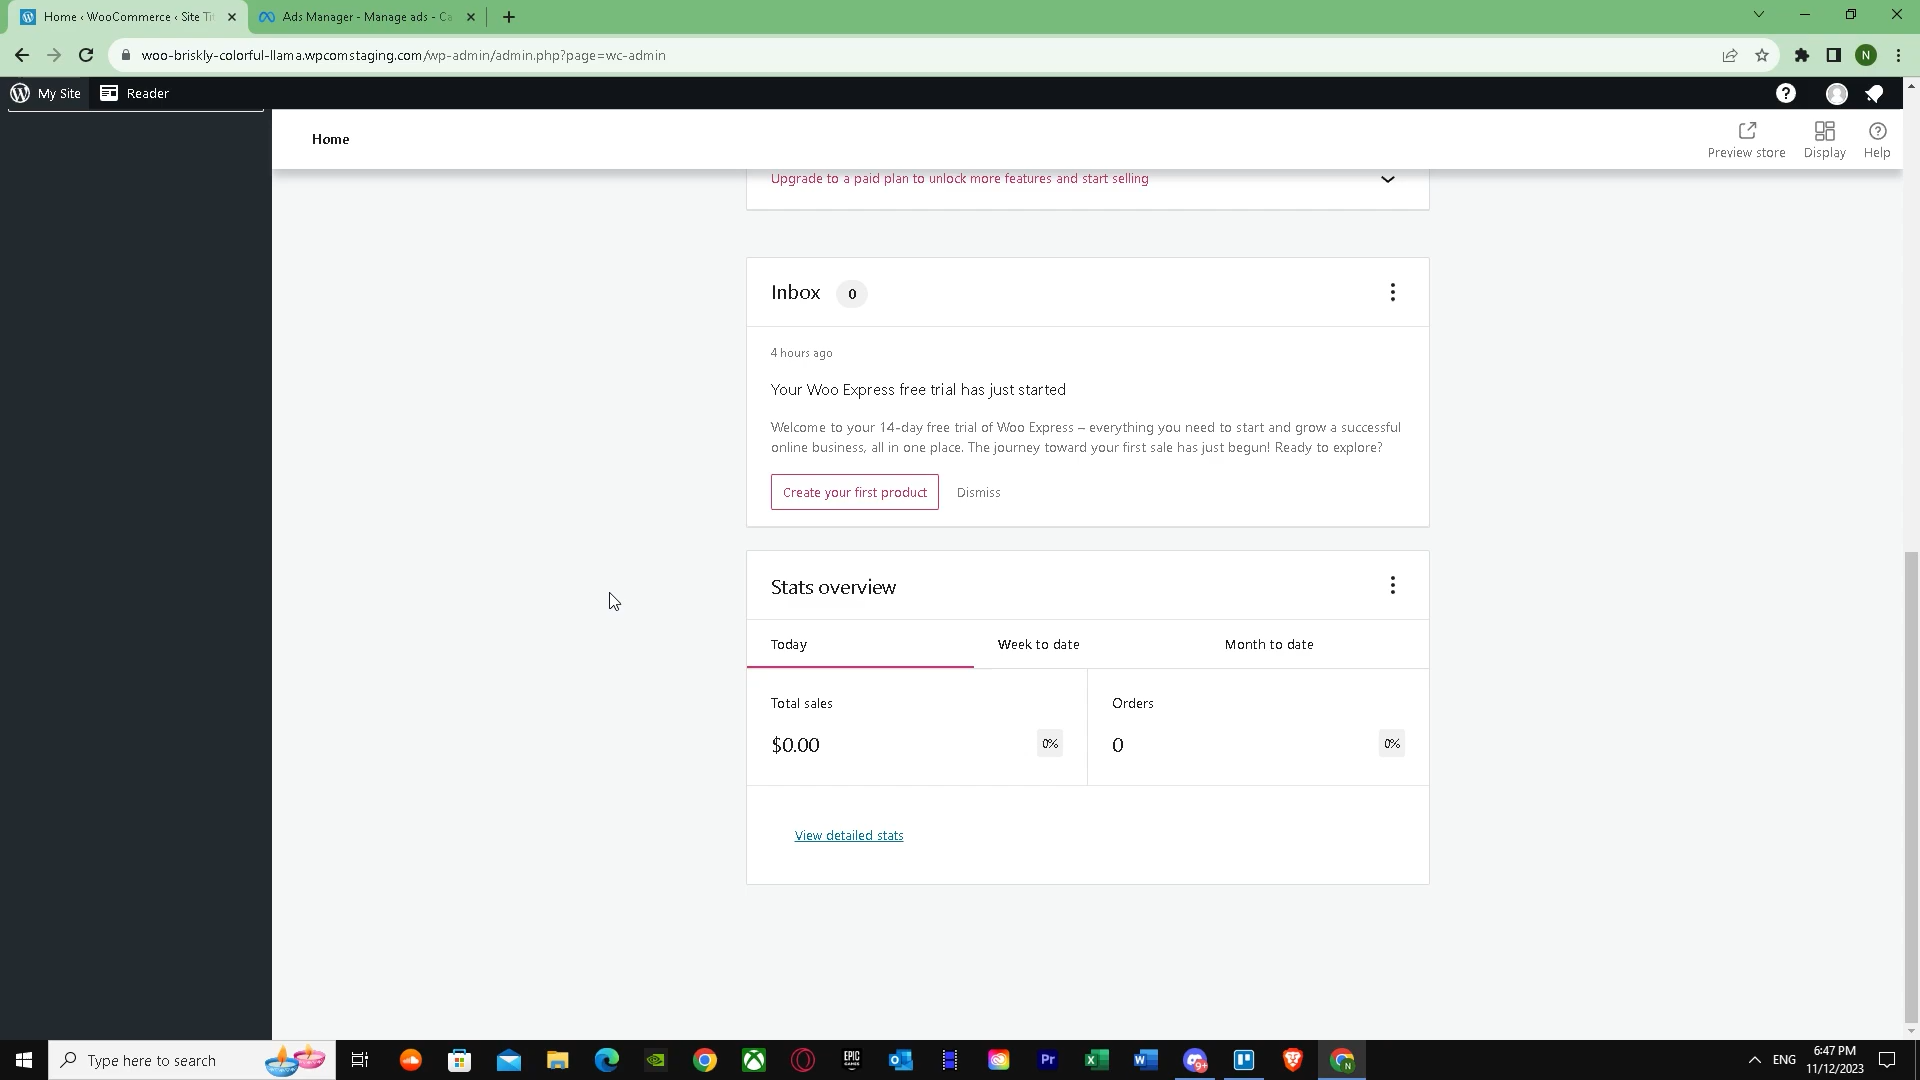 Home ‹ WooCommerce ‹ Site Tit
Ads Manager - Manage ads - Ca
woo-briskly-colorful-llama.wpcomstaging.com/wp-admin/admin.php?page=wc-admin
N
My Site
Reader
Home
Preview store
Display
Help
Upgrade to a paid plan to unlock more features and start selling
Inbox 0
4 hours ago
Your Woo Express free trial has just started
Welcome to your 14-day free trial of Woo Express – everything you need to start and grow a successful
online business, all in one place. The journey toward your first sale has just begun! Ready to explore?
Create your first product
Dismiss
Stats overview
Today
Week to date
Month to date
Total sales
Orders
$0.00
0%
0
0%
View detailed stats
Type here to search
EPIC GAMES
Pr
9+
N
ENG
6:47 PM
11/12/2023